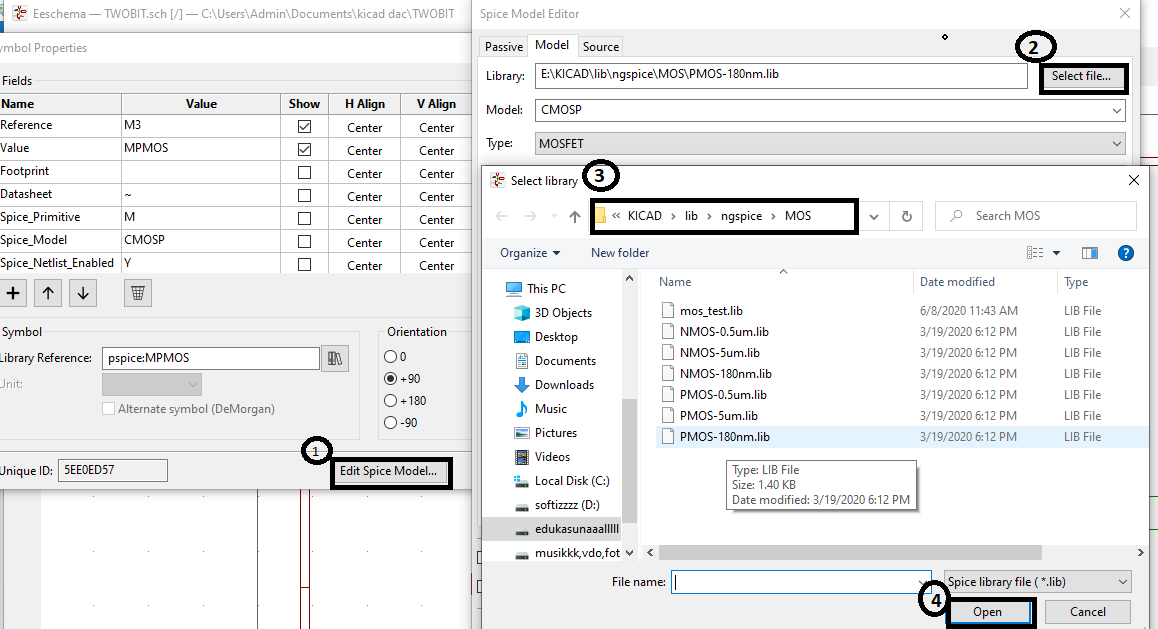 Eeschema — TWOBIT.sch [/] — C:\Users\Admin\Documents\kicad dac\TWOBIT
ymbol Properties
Fields
Name Value Show H Align V Align
Reference M3 Center Center
Value MPMOS Center Center
Footprint Center Center
Datasheet ~ Center Center
Spice_Primitive M Center Center
Spice_Model CMOSP Center Center
Spice_Netlist_Enabled Y Center Center
Symbol
Library Reference: pspice:MPMOS
Unit:
Alternate symbol (DeMorgan)
Orientation
0
+90
+180
-90
1
Unique ID: 5EE0ED57
Edit Spice Model...
Spice Model Editor
Passive Model Source
2
Library: E:\KICAD\lib\ngspice\MOS\PMOS-180nm.lib Select file...
Model: CMOSP
Type: MOSFET
Select library 3
« KICAD › lib › ngspice › MOS
Search MOS
Organize New folder
This PC
3D Objects
Desktop
Documents
Downloads
Music
Pictures
Videos
Local Disk (C:)
softizzzz (D:)
edukasunaaalllll
musikkk,vdo,fot
Name Date modified Type
mos_test.lib 6/8/2020 11:43 AM LIB File
NMOS-0.5um.lib 3/19/2020 6:12 PM LIB File
NMOS-5um.lib 3/19/2020 6:12 PM LIB File
NMOS-180nm.lib 3/19/2020 6:12 PM LIB File
PMOS-0.5um.lib 3/19/2020 6:12 PM LIB File
PMOS-5um.lib 3/19/2020 6:12 PM LIB File
PMOS-180nm.lib 3/19/2020 6:12 PM LIB File
Type: LIB File
Size: 1.40 KB
Date modified: 3/19/2020 6:12 PM
File name: Spice library file ( *.lib)
4
Open Cancel